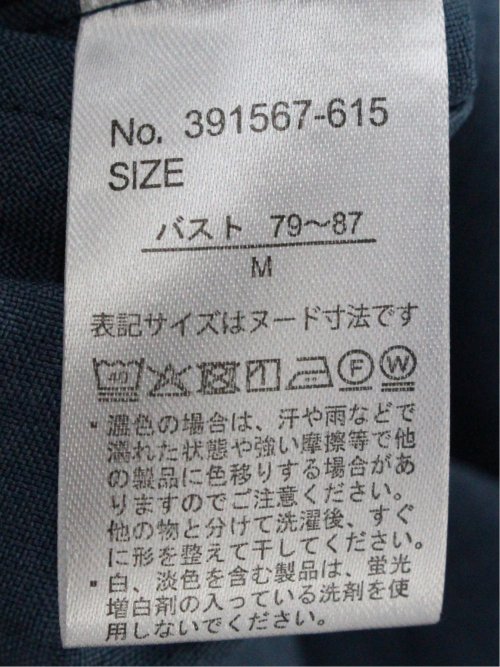 No. 391567-615
SIZE
バスト 79～87
M
表記サイズはヌード寸法です
40 F W
・濃色の場合は、汗や雨などで
濡れた状態や強い摩擦等で他
の製品に色移りする場合があ
りますのでご注意ください。
他の物と分けて洗濯後、すぐ
に形を整えて干してください。
・白、淡色を含む製品は、蛍光
増白剤の入っている洗剤を使
用しないでください。